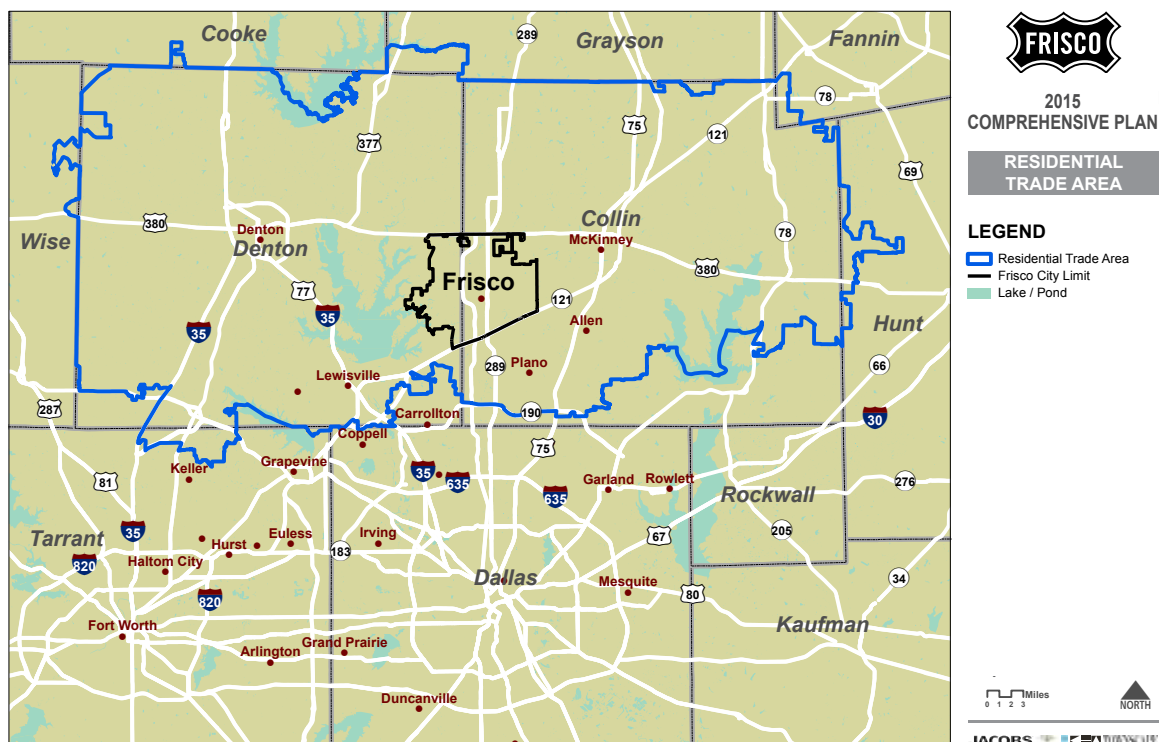 Cooke
289
Grayson
Fannin
FRISCO
2015
COMPREHENSIVE PLAN
RESIDENTIAL
TRADE AREA
LEGEND
Residential Trade Area
Frisco City Limit
Lake / Pond
78
75
377
121
69
380
Collin
Wise
Denton
Denton
McKinney
78
380
Frisco
77
35
121
35
Allen
Hunt
289
Plano
66
Lewisville
287
190
Carrollton
30
Coppell
75
Keller
Grapevine
35
635
Garland
Rowlett
276
81
635
Rockwall
35
205
Tarrant
Hurst
Euless
183
Irving
67
820
Haltom City
Dallas
Mesquite
80
34
820
Fort Worth
Kaufman
Arlington
Grand Prairie
Duncanville
Miles
0 1 2 3
NORTH
JACOBS